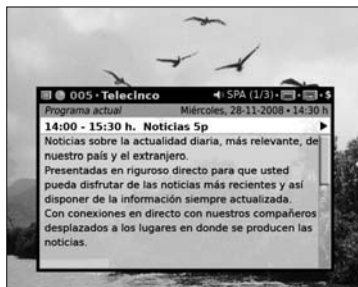 005 · Telecinco SPA (1/3) · · · $
Programa actual Miércoles, 28-11-2008 • 14:30 h
14:00 - 15:30 h. Noticias 5p
Noticias sobre la actualidad diaria, más relevante, de
nuestro país y el extranjero.
Presentadas en riguroso directo para que usted
pueda disfrutar de las noticias más recientes y así
disponer de la información siempre actualizada.
Con conexiones en directo con nuestros compañeros
desplazados a los lugares en donde se producen las
noticias.